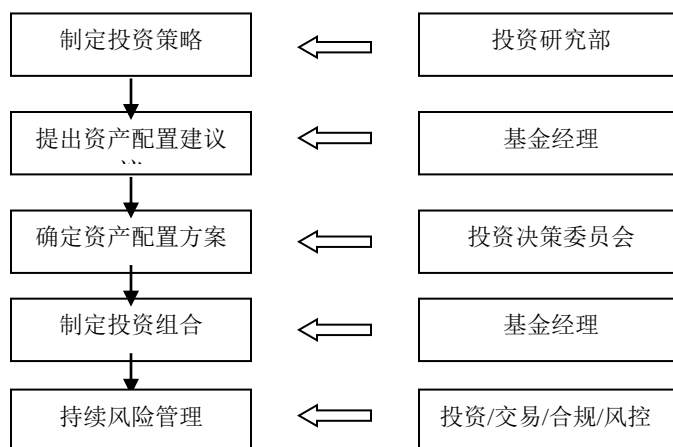 制定投资策略
投资研究部
提出资产配置建议
基金经理
确定资产配置方案
投资决策委员会
制定投资组合
基金经理
持续风险管理
投资/交易/合规/风控